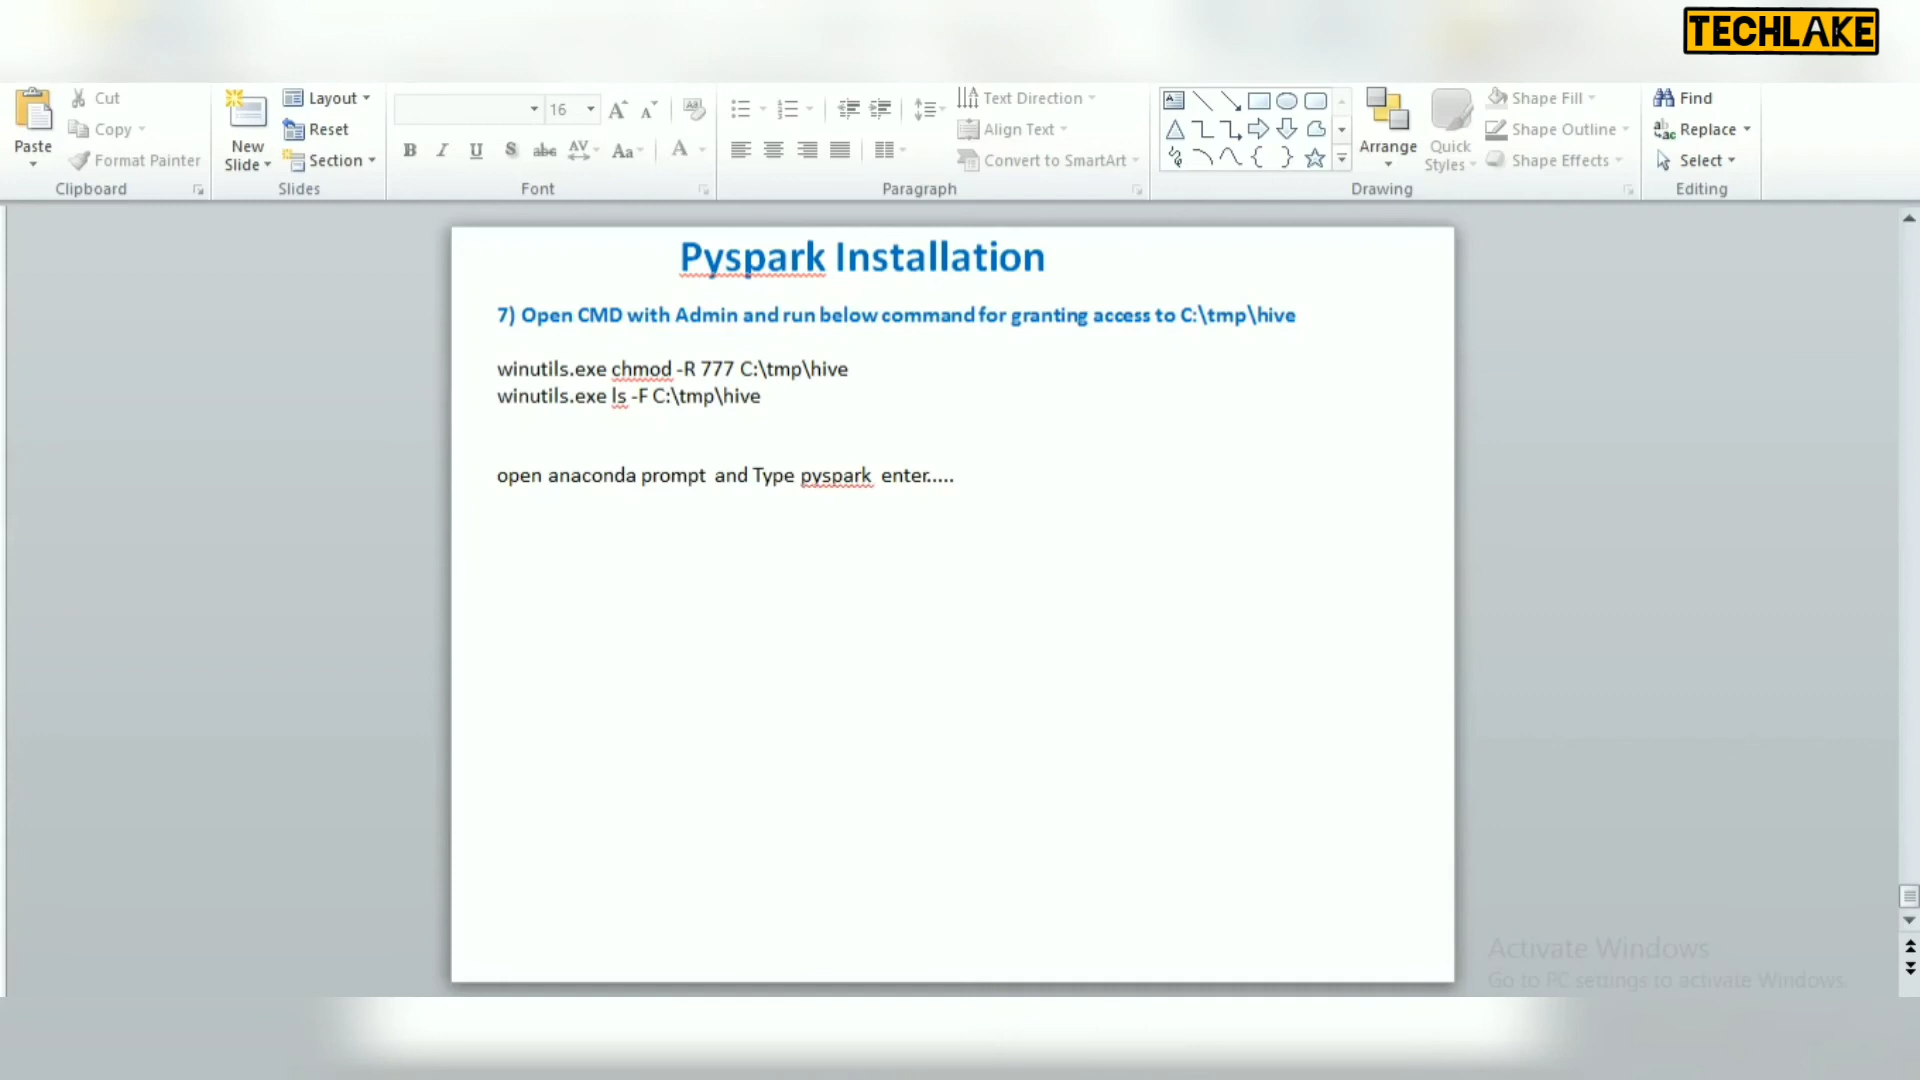 TECHLAKE
Paste
Cut
Copy
Format Painter
Clipboard
New
Slide
Layout
Reset
Section
Slides
16
B I U S abc AV Aa A
Font
Text Direction
Align Text
Convert to SmartArt
Paragraph
Arrange
Quick
Styles
Shape Fill
Shape Outline
Shape Effects
Drawing
Find
Replace
Select
Editing
Pyspark Installation
7) Open CMD with Admin and run below command for granting access to C:\tmp\hive
winutils.exe chmod -R 777 C:\tmp\hive
winutils.exe ls -F C:\tmp\hive
open anaconda prompt and Type pyspark enter.....
Activate Windows
Go to PC settings to activate Windows.